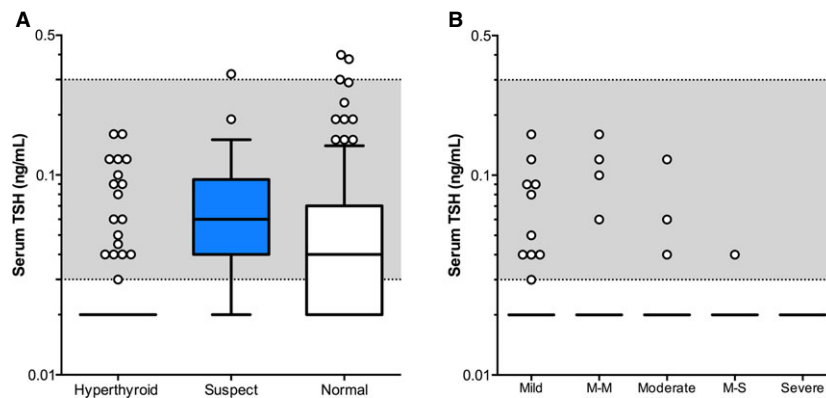 A
Serum TSH (ng/mL)
0.5
0.1
0.01
Hyperthyroid Suspect Normal
B
Serum TSH (ng/mL)
0.5
0.1
0.01
Mild M-M Moderate M-S Severe